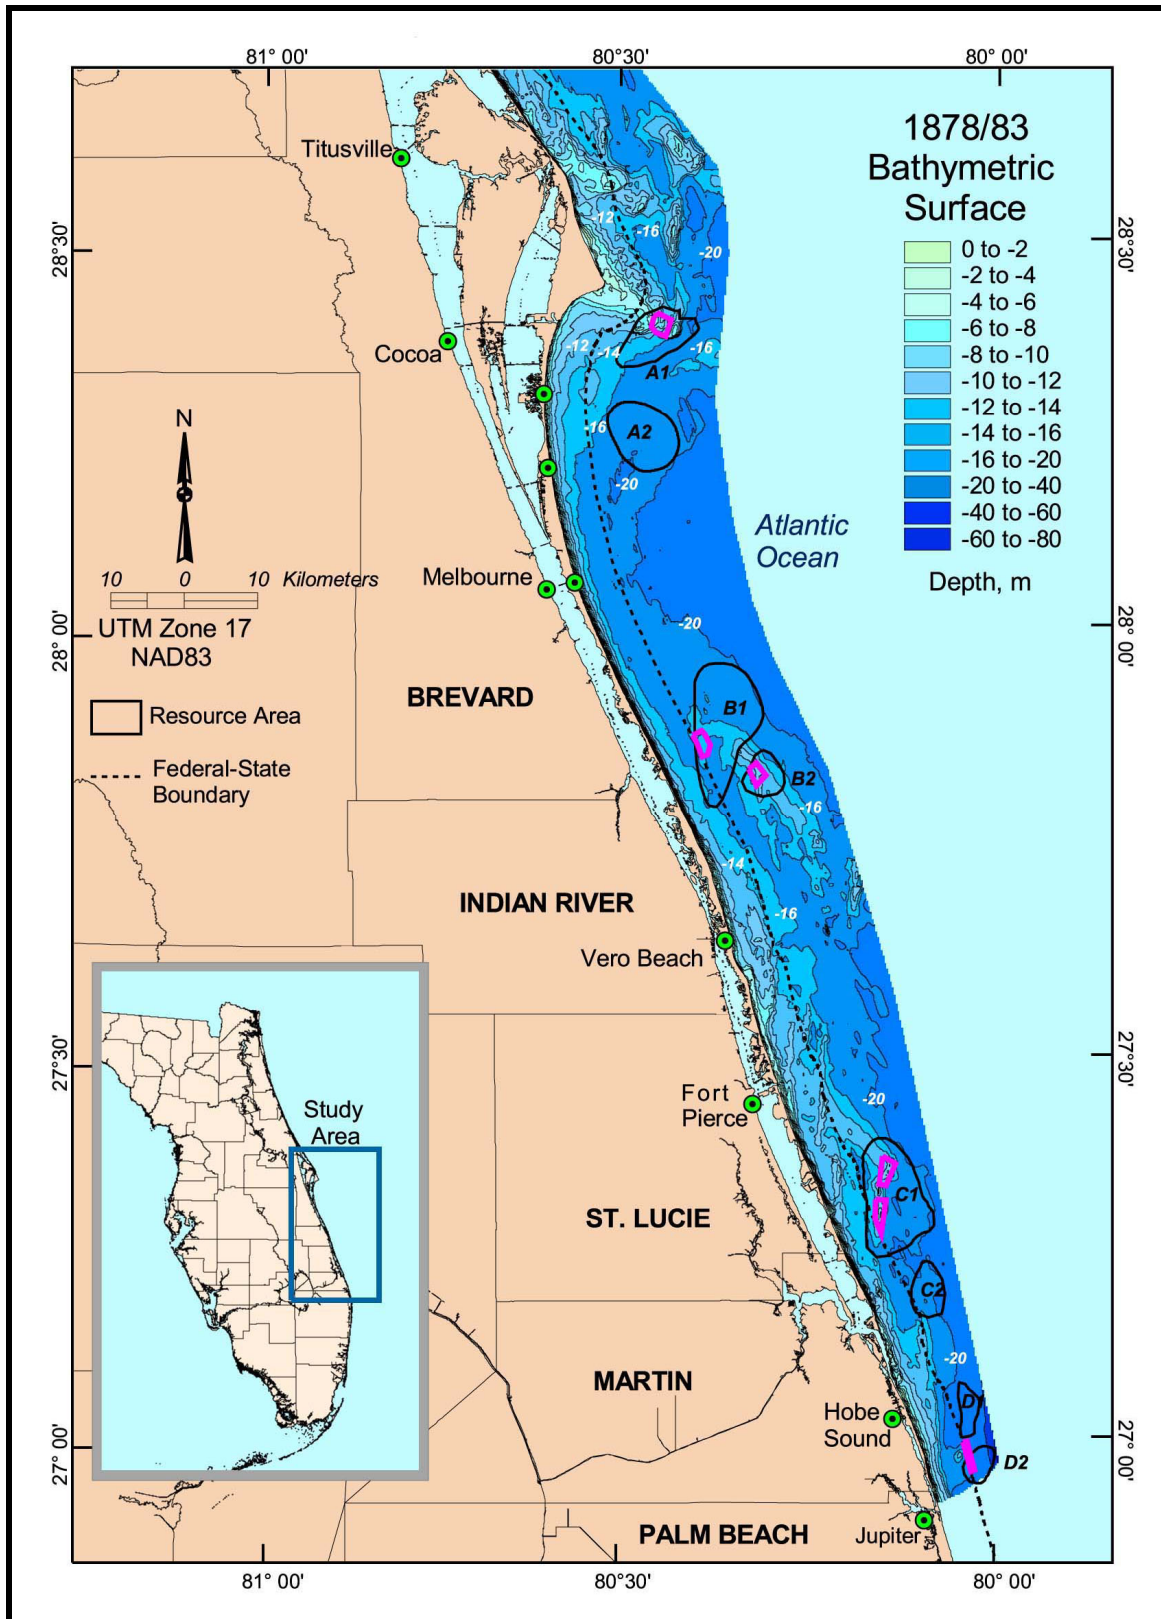 81° 00'
80°30'
80° 00'
1878/83
Bathymetric
Surface
0 to -2
-2 to -4
-4 to -6
-6 to -8
-8 to -10
-10 to -12
-12 to -14
-14 to -16
-16 to -20
-20 to -40
-40 to -60
-60 to -80
Depth, m
Titusville
-12
-16
-20
28°30'
28°30'
Cocoa
-12
-14
-16
A1
A2
-16
-20
Atlantic
Ocean
N
10 0 10 Kilometers
UTM Zone 17
NAD83
Melbourne
28° 00'
28° 00'
-20
BREVARD
Resource Area
Federal-State
Boundary
B1
B2
-16
-14
INDIAN RIVER
-16
Vero Beach
27°30'
27°30'
Fort
Pierce
-20
Study
Area
C1
ST. LUCIE
C2
-20
MARTIN
D1
Hobe
Sound
D2
27° 00'
27° 00'
PALM BEACH
Jupiter
81° 00'
80°30'
80° 00'